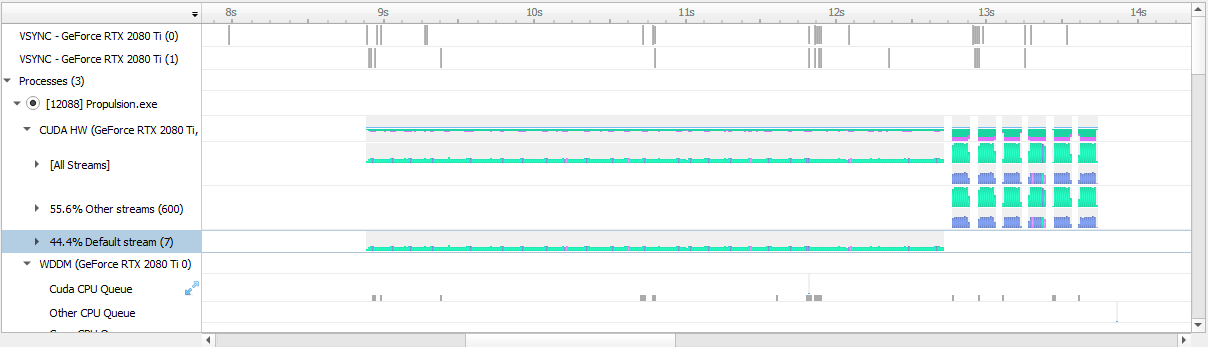 8s 9s 10s 11s 12s 13s 14s
VSYNC - GeForce RTX 2080 Ti (0)
VSYNC - GeForce RTX 2080 Ti (1)
Processes (3)
[12088] Propulsion.exe
CUDA HW (GeForce RTX 2080 Ti,
[All Streams]
55.6% Other streams (600)
44.4% Default stream (7)
WDDM (GeForce RTX 2080 Ti 0)
Cuda CPU Queue
Other CPU Queue